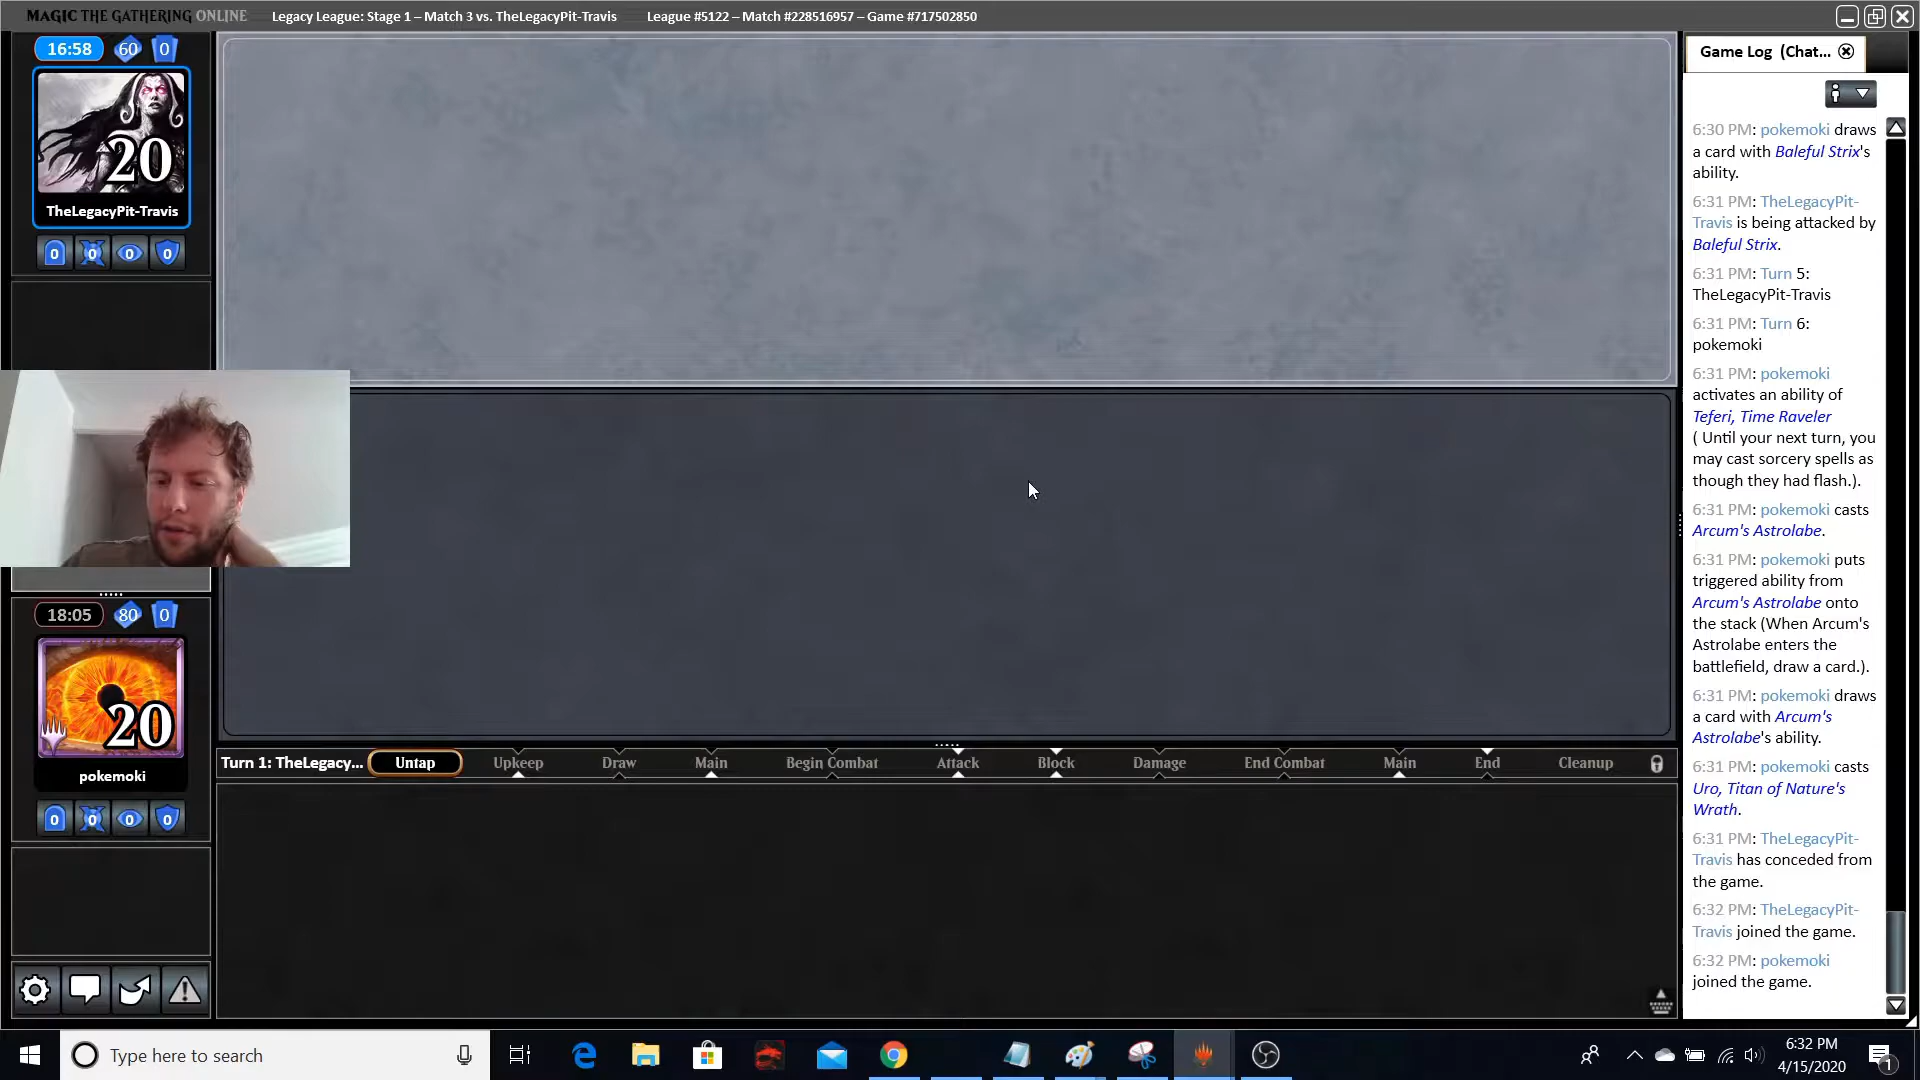 MAGIC THE GATHERING ONLINE
Legacy League: Stage 1 – Match 3 vs. TheLegacyPit-Travis
League #5122 – Match #228516957 – Game #717502850
16:58
60
0
20
TheLegacyPit-Travis
0
0
0
0
18:05
80
0
20
pokemoki
0
0
0
0
Turn 1: TheLegacy...
Untap
Upkeep
Draw
Main
Begin Combat
Attack
Block
Damage
End Combat
Main
End
Cleanup
Game Log (Chat...
6:30 PM: pokemoki draws
a card with Baleful Strix's
ability.
6:31 PM: TheLegacyPit-
Travis is being attacked by
Baleful Strix.
6:31 PM: Turn 5:
TheLegacyPit-Travis
6:31 PM: Turn 6:
pokemoki
6:31 PM: pokemoki
activates an ability of
Teferi, Time Raveler
( Until your next turn, you
may cast sorcery spells as
though they had flash.).
6:31 PM: pokemoki casts
Arcum's Astrolabe.
6:31 PM: pokemoki puts
triggered ability from
Arcum's Astrolabe onto
the stack (When Arcum's
Astrolabe enters the
battlefield, draw a card.).
6:31 PM: pokemoki draws
a card with Arcum's
Astrolabe's ability.
6:31 PM: pokemoki casts
Uro, Titan of Nature's
Wrath.
6:31 PM: TheLegacyPit-
Travis has conceded from
the game.
6:32 PM: TheLegacyPit-
Travis joined the game.
6:32 PM: pokemoki
joined the game.
Type here to search
6:32 PM
4/15/2020
1